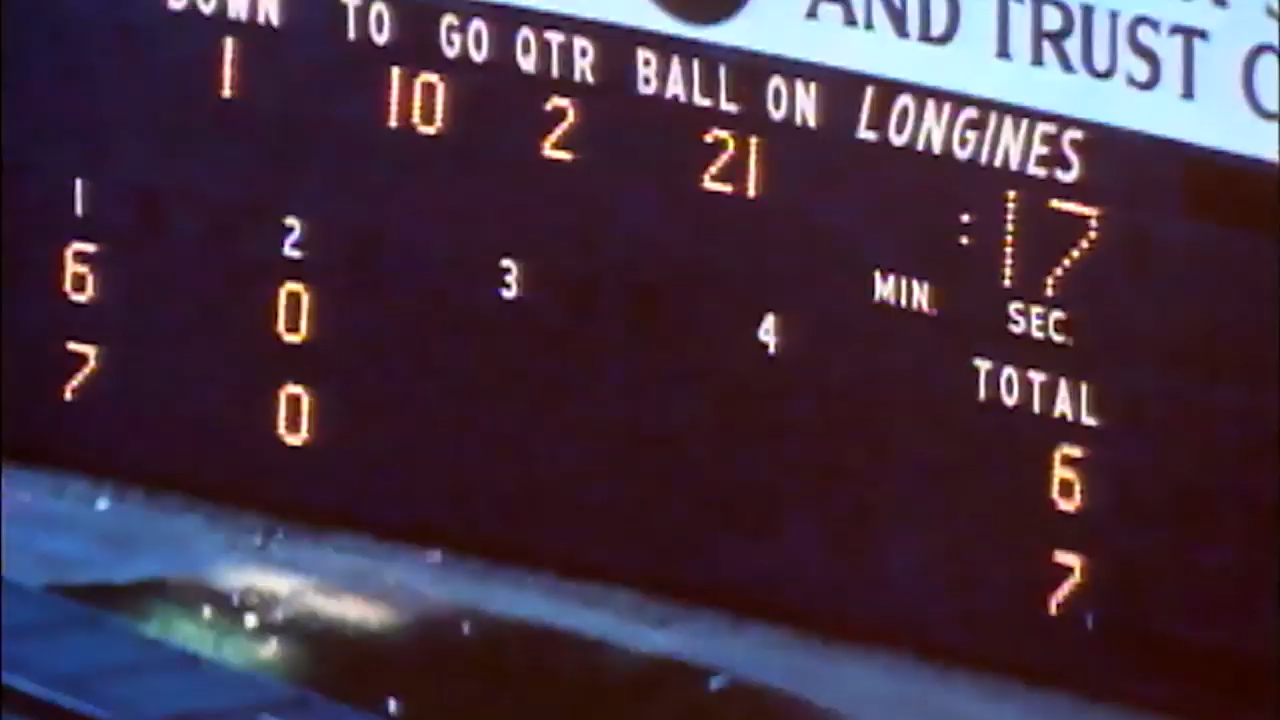 AND TRUST
DOWN TO GO QTR BALL ON LONGINES
1 10 2 21
:17
MIN. SEC.
1 2 3 4 TOTAL
6 0 6
7 0 7